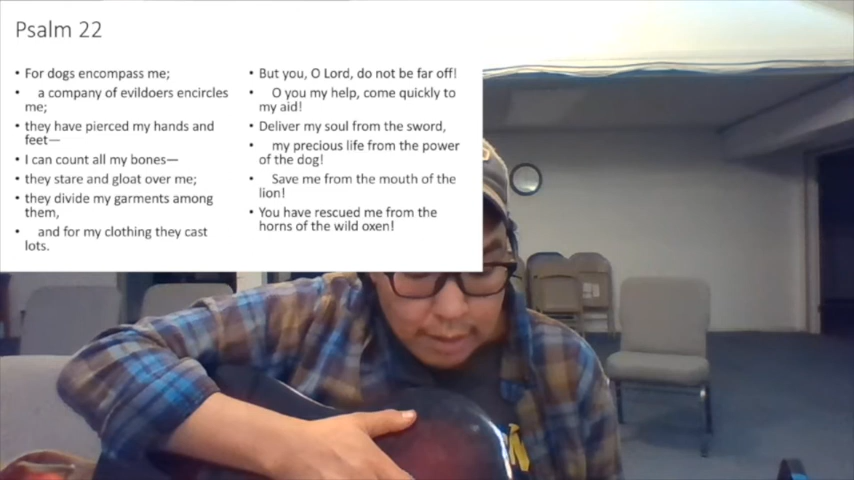 Psalm 22
• For dogs encompass me;
• a company of evildoers encircles
me;
• they have pierced my hands and
feet—
• I can count all my bones—
• they stare and gloat over me;
• they divide my garments among
them,
• and for my clothing they cast
lots.
• But you, O Lord, do not be far off!
• O you my help, come quickly to
my aid!
• Deliver my soul from the sword,
• my precious life from the power
of the dog!
• Save me from the mouth of the
lion!
• You have rescued me from the
horns of the wild oxen!